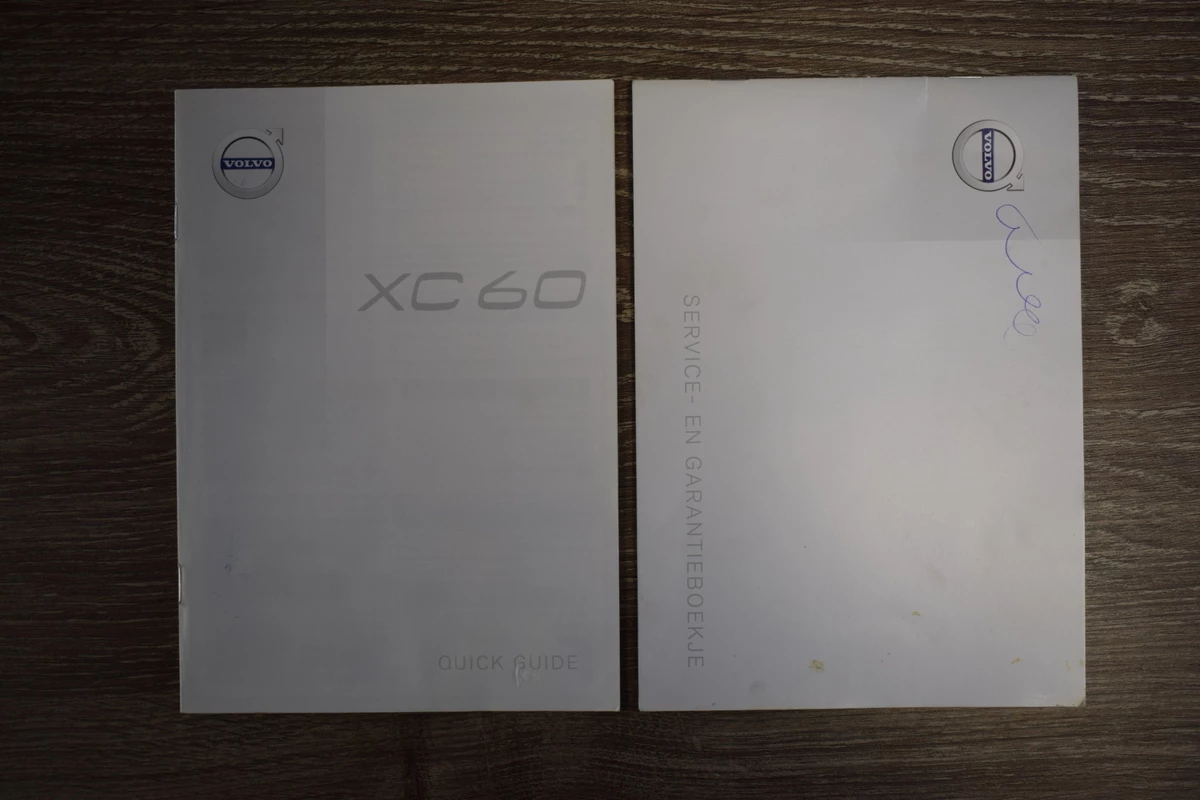 VOLVO
XC60
QUICK GUIDE
VOLVO
SERVICE- EN GARANTIEBOEKJE